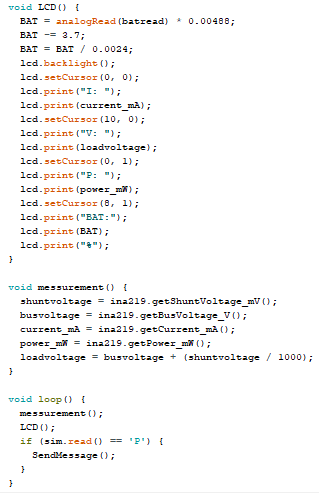 void LCD() {
  BAT = analogRead(batread) * 0.00488;
  BAT -= 3.7;
  BAT = BAT / 0.0024;
  lcd.backlight();
  lcd.setCursor(0, 0);
  lcd.print("I: ");
  lcd.print(current_mA);
  lcd.setCursor(10, 0);
  lcd.print("V: ");
  lcd.print(loadvoltage);
  lcd.setCursor(0, 1);
  lcd.print("P: ");
  lcd.print(power_mW);
  lcd.setCursor(8, 1);
  lcd.print("BAT:");
  lcd.print(BAT);
  lcd.print("%");
}
void messurement() {
  shuntvoltage = ina219.getShuntVoltage_mV();
  busvoltage = ina219.getBusVoltage_V();
  current_mA = ina219.getCurrent_mA();
  power_mW = ina219.getPower_mW();
  loadvoltage = busvoltage + (shuntvoltage / 1000);
}
void loop() {
  messurement();
  LCD();
  if (sim.read() == 'P') {
    SendMessage();
  }
}